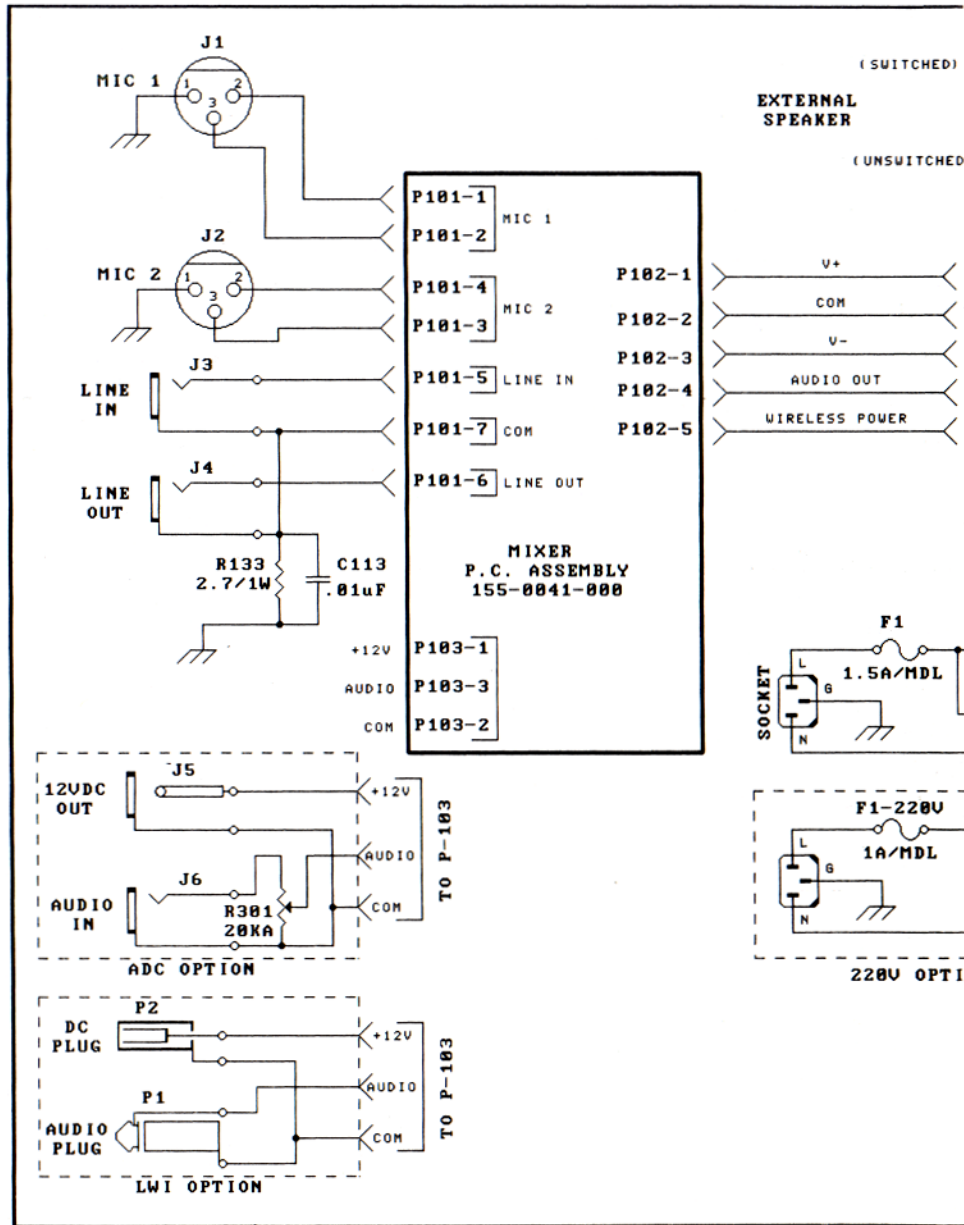 J1
MIC 1
1 2
3
(SWITCHED)
EXTERNAL
SPEAKER
(UNSWITCHED
P101-1
MIC 1
P101-2
J2
MIC 2
1 2
3
P101-4
MIC 2
P101-3
P102-1
V+
P102-2
COM
P102-3
V-
P102-4
AUDIO OUT
P102-5
WIRELESS POWER
J3
LINE
IN
P101-5 LINE IN
P101-7 COM
J4
LINE
OUT
P101-6 LINE OUT
R133
2.7/1W
C113
.01uF
MIXER
P.C. ASSEMBLY
155-0041-000
+12V P103-1
AUDIO P103-3
COM P103-2
F1
1.5A/MDL
SOCKET
L
G
N
J5
12VDC
OUT
+12V
AUDIO
COM
TO P-103
J6
AUDIO
IN
R301
20KA
ADC OPTION
F1-220V
1A/MDL
L
G
N
220V OPTI
P2
DC
PLUG
+12V
AUDIO
COM
TO P-103
P1
AUDIO
PLUG
LWI OPTION